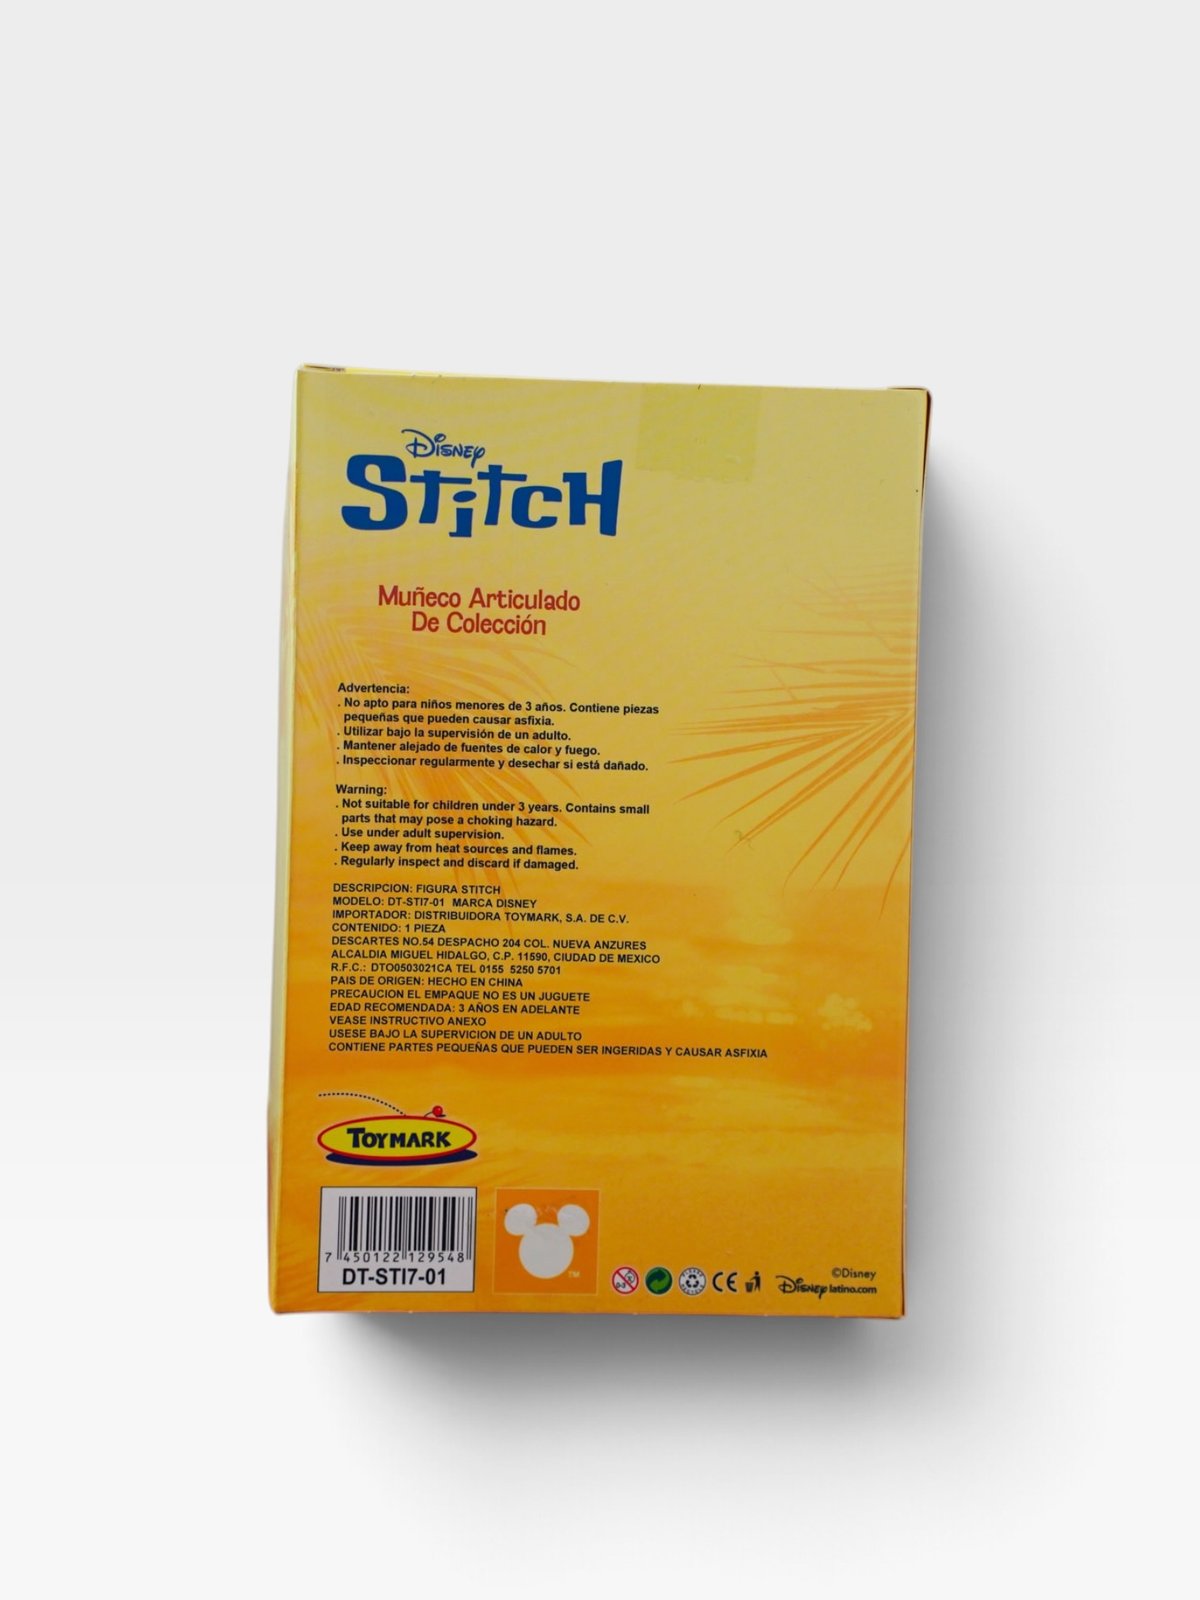 Disney
Stitch
Muñeco Articulado
De Colección
Advertencia:
. No apto para niños menores de 3 años. Contiene piezas
pequeñas que pueden causar asfixia.
. Utilizar bajo la supervisión de un adulto.
. Mantener alejado de fuentes de calor y fuego.
. Inspeccionar regularmente y desechar si está dañado.
Warning:
. Not suitable for children under 3 years. Contains small
parts that may pose a choking hazard.
. Use under adult supervision.
. Keep away from heat sources and flames.
. Regularly inspect and discard if damaged.
DESCRIPCION: FIGURA STITCH
MODELO: DT-STI7-01 MARCA DISNEY
IMPORTADOR: DISTRIBUIDORA TOYMARK, S.A. DE C.V.
CONTENIDO: 1 PIEZA
DESCARTES NO.54 DESPACHO 204 COL. NUEVA ANZURES
ALCALDIA MIGUEL HIDALGO, C.P. 11590, CIUDAD DE MEXICO
R.F.C.: DTO0503021CA TEL 0155 5250 5701
PAIS DE ORIGEN: HECHO EN CHINA
PRECAUCION EL EMPAQUE NO ES UN JUGUETE
EDAD RECOMENDADA: 3 AÑOS EN ADELANTE
VEASE INSTRUCTIVO ANEXO
USESE BAJO LA SUPERVICION DE UN ADULTO
CONTIENE PARTES PEQUEÑAS QUE PUEDEN SER INGERIDAS Y CAUSAR ASFIXIA
TOYMARK
7 450122 129548
DT-STI7-01
TM
0-3
CE
©Disney
Disneylatino.com